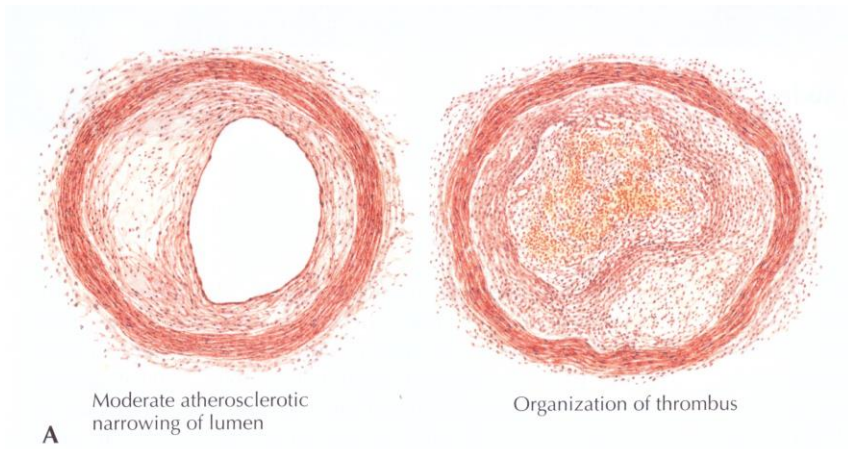 Moderate atherosclerotic
narrowing of lumen
Organization of thrombus
A